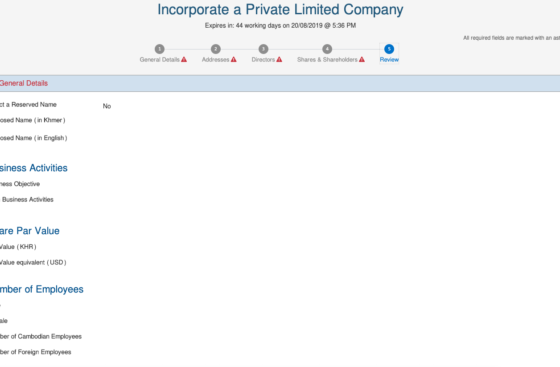 Incorporate a Private Limited Company
Expires in: 44 working days on 20/08/2019 @ 5:36 PM
All required fields are marked with an ast
1 2 3 4 5
General Details Addresses Directors Shares & Shareholders Review
General Details
ct a Reserved Name No
osed Name ( in Khmer )
osed Name ( in English )
siness Activities
ness Objective
Business Activities
are Par Value
Value ( KHR )
Value equivalent ( USD )
mber of Employees
ale
ber of Cambodian Employees
ber of Foreign Employees